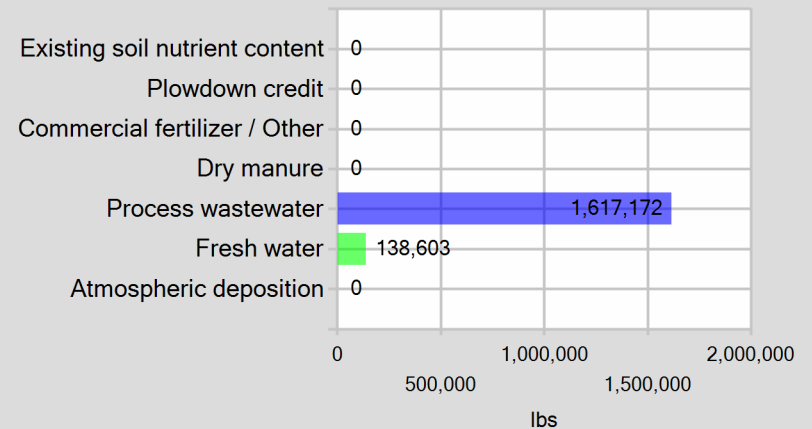 Existing soil nutrient content 0
Plowdown credit 0
Commercial fertilizer / Other 0
Dry manure 0
Process wastewater 1,617,172
Fresh water 138,603
Atmospheric deposition 0
0 1,000,000 2,000,000
500,000 1,500,000
lbs